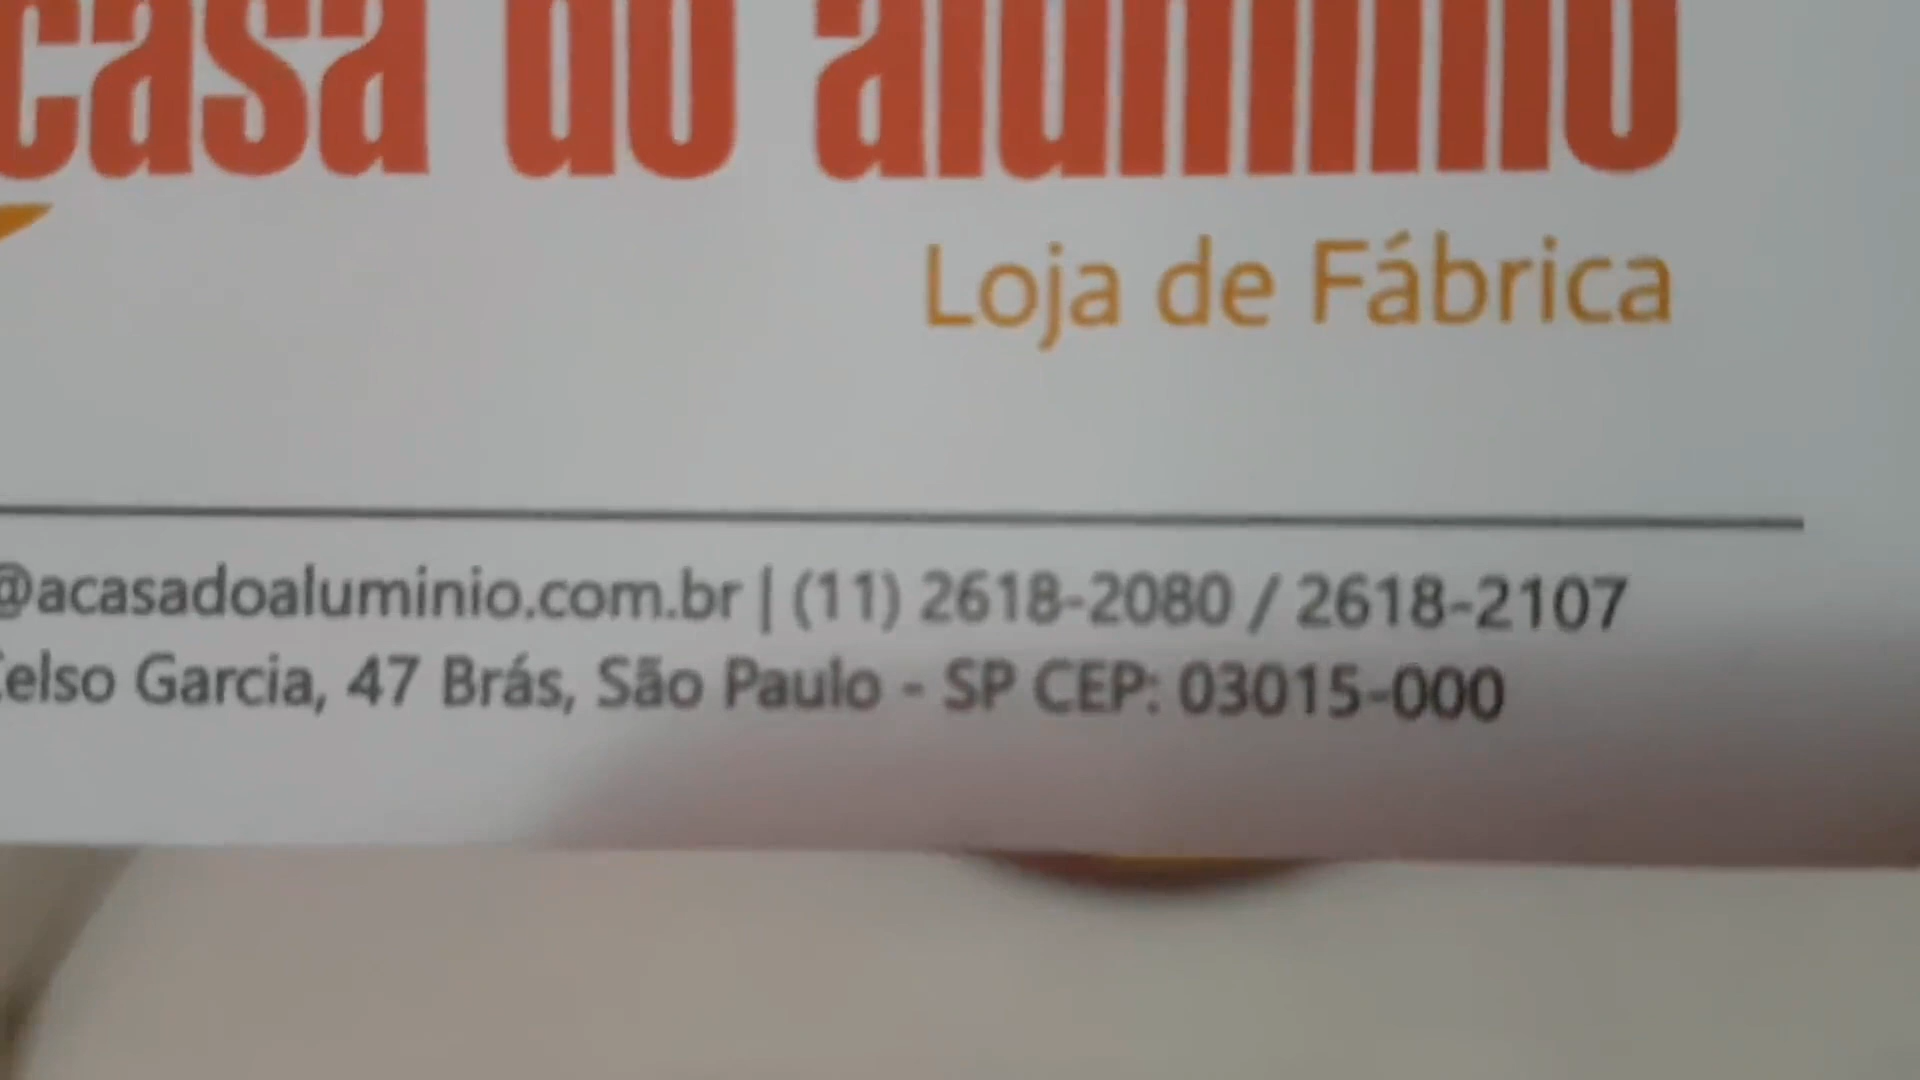 casa do alumínio
Loja de Fábrica
@acasadoaluminio.com.br | (11) 2618-2080 / 2618-2107
Celso Garcia, 47 Brás, São Paulo - SP CEP: 03015-000